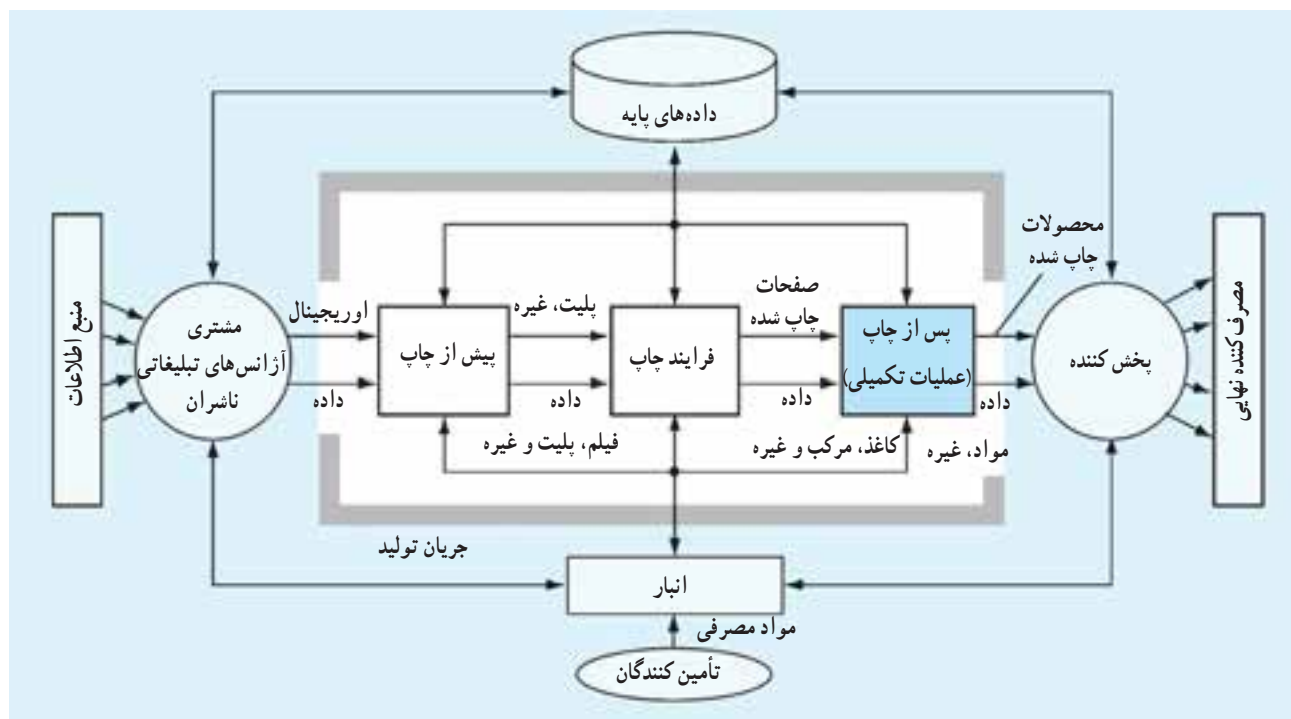 داده‌های پایه
منبع اطلاعات
مشتری
آژانس‌های تبلیغاتی
ناشران
اوریجینال
داده
پیش از چاپ
پلیت، غیره
داده
فرایند چاپ
صفحات
چاپ شده
داده
پس از چاپ
(عملیات تکمیلی)
محصولات
چاپ شده
داده
پخش کننده
مصرف کننده نهایی
فیلم، پلیت و غیره
کاغذ، مرکب و غیره
مواد، غیره
جریان تولید
انبار
مواد مصرفی
تأمین کنندگان